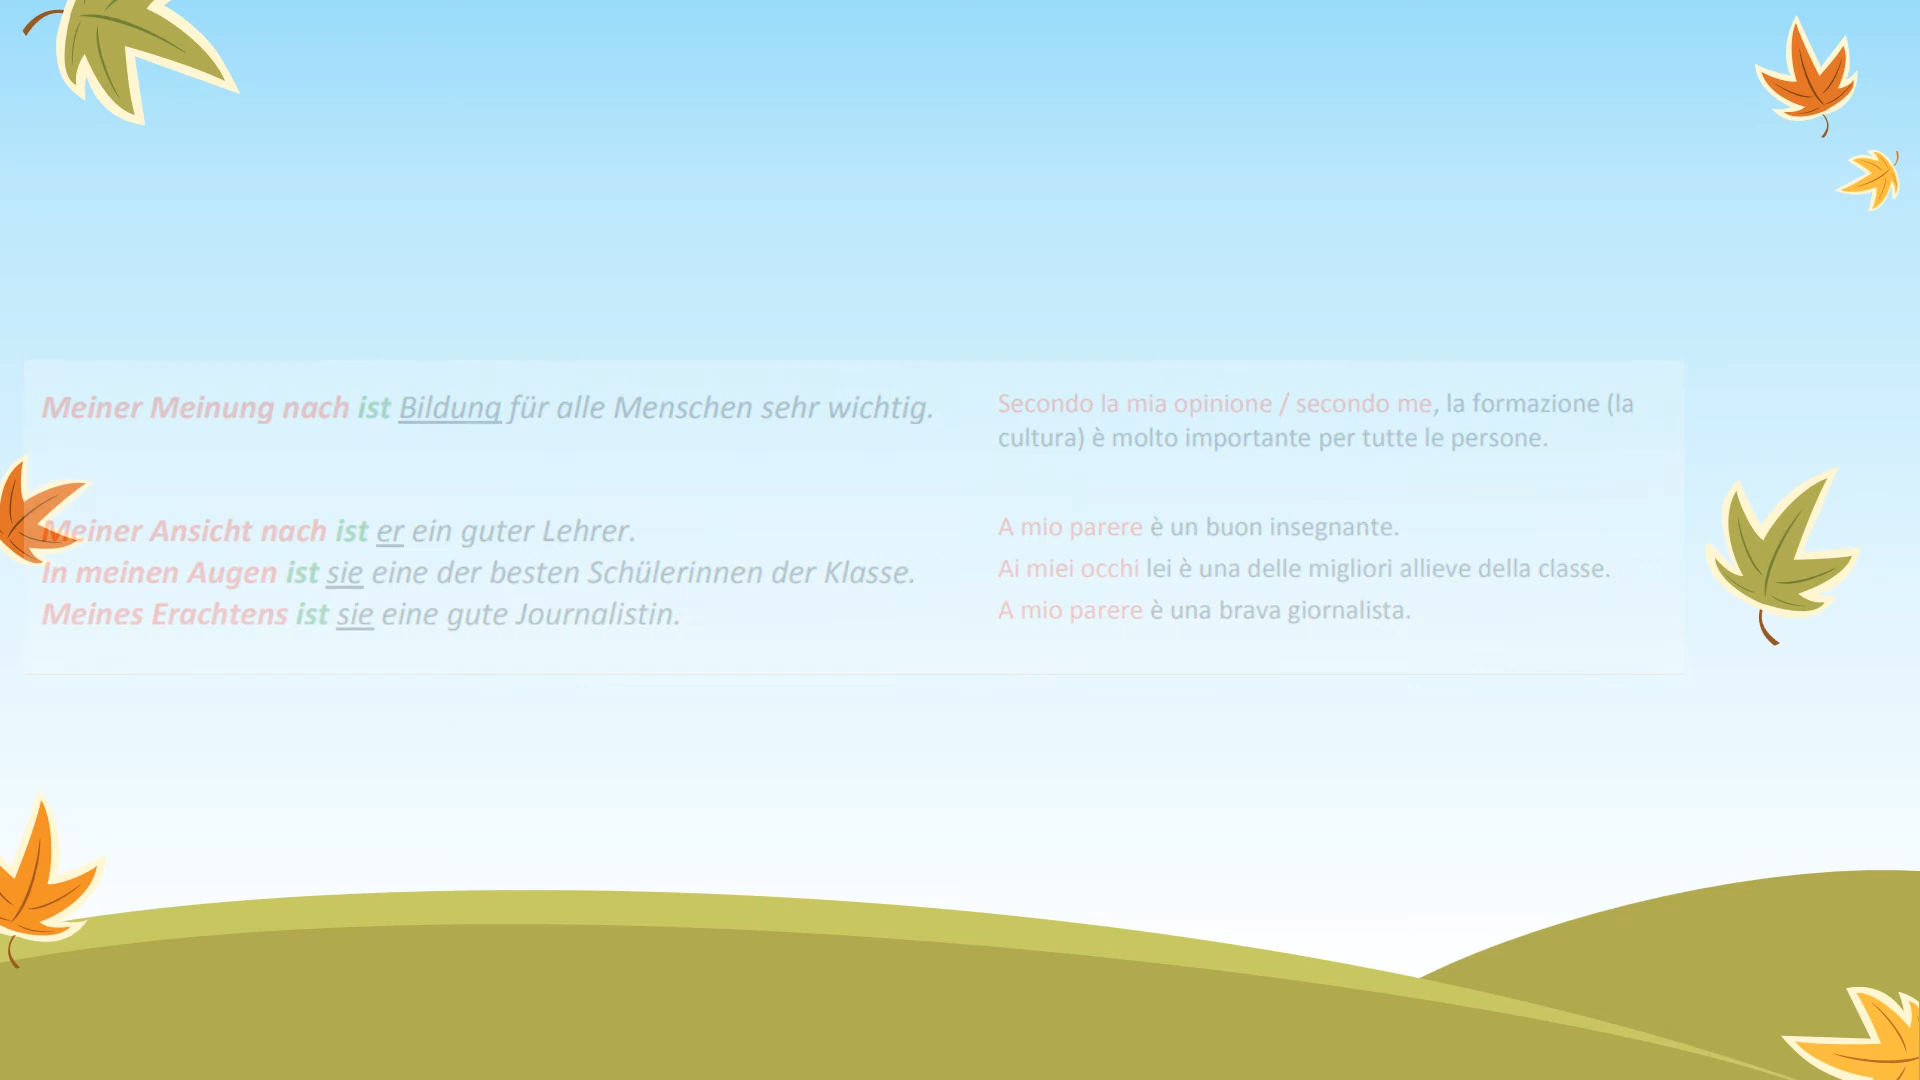 Meiner Meinung nach ist Bildung für alle Menschen sehr wichtig.
Secondo la mia opinione / secondo me, la formazione (la
cultura) è molto importante per tutte le persone.
Meiner Ansicht nach ist er ein guter Lehrer.
A mio parere è un buon insegnante.
In meinen Augen ist sie eine der besten Schülerinnen der Klasse.
Ai miei occhi lei è una delle migliori allieve della classe.
Meines Erachtens ist sie eine gute Journalistin.
A mio parere è una brava giornalista.